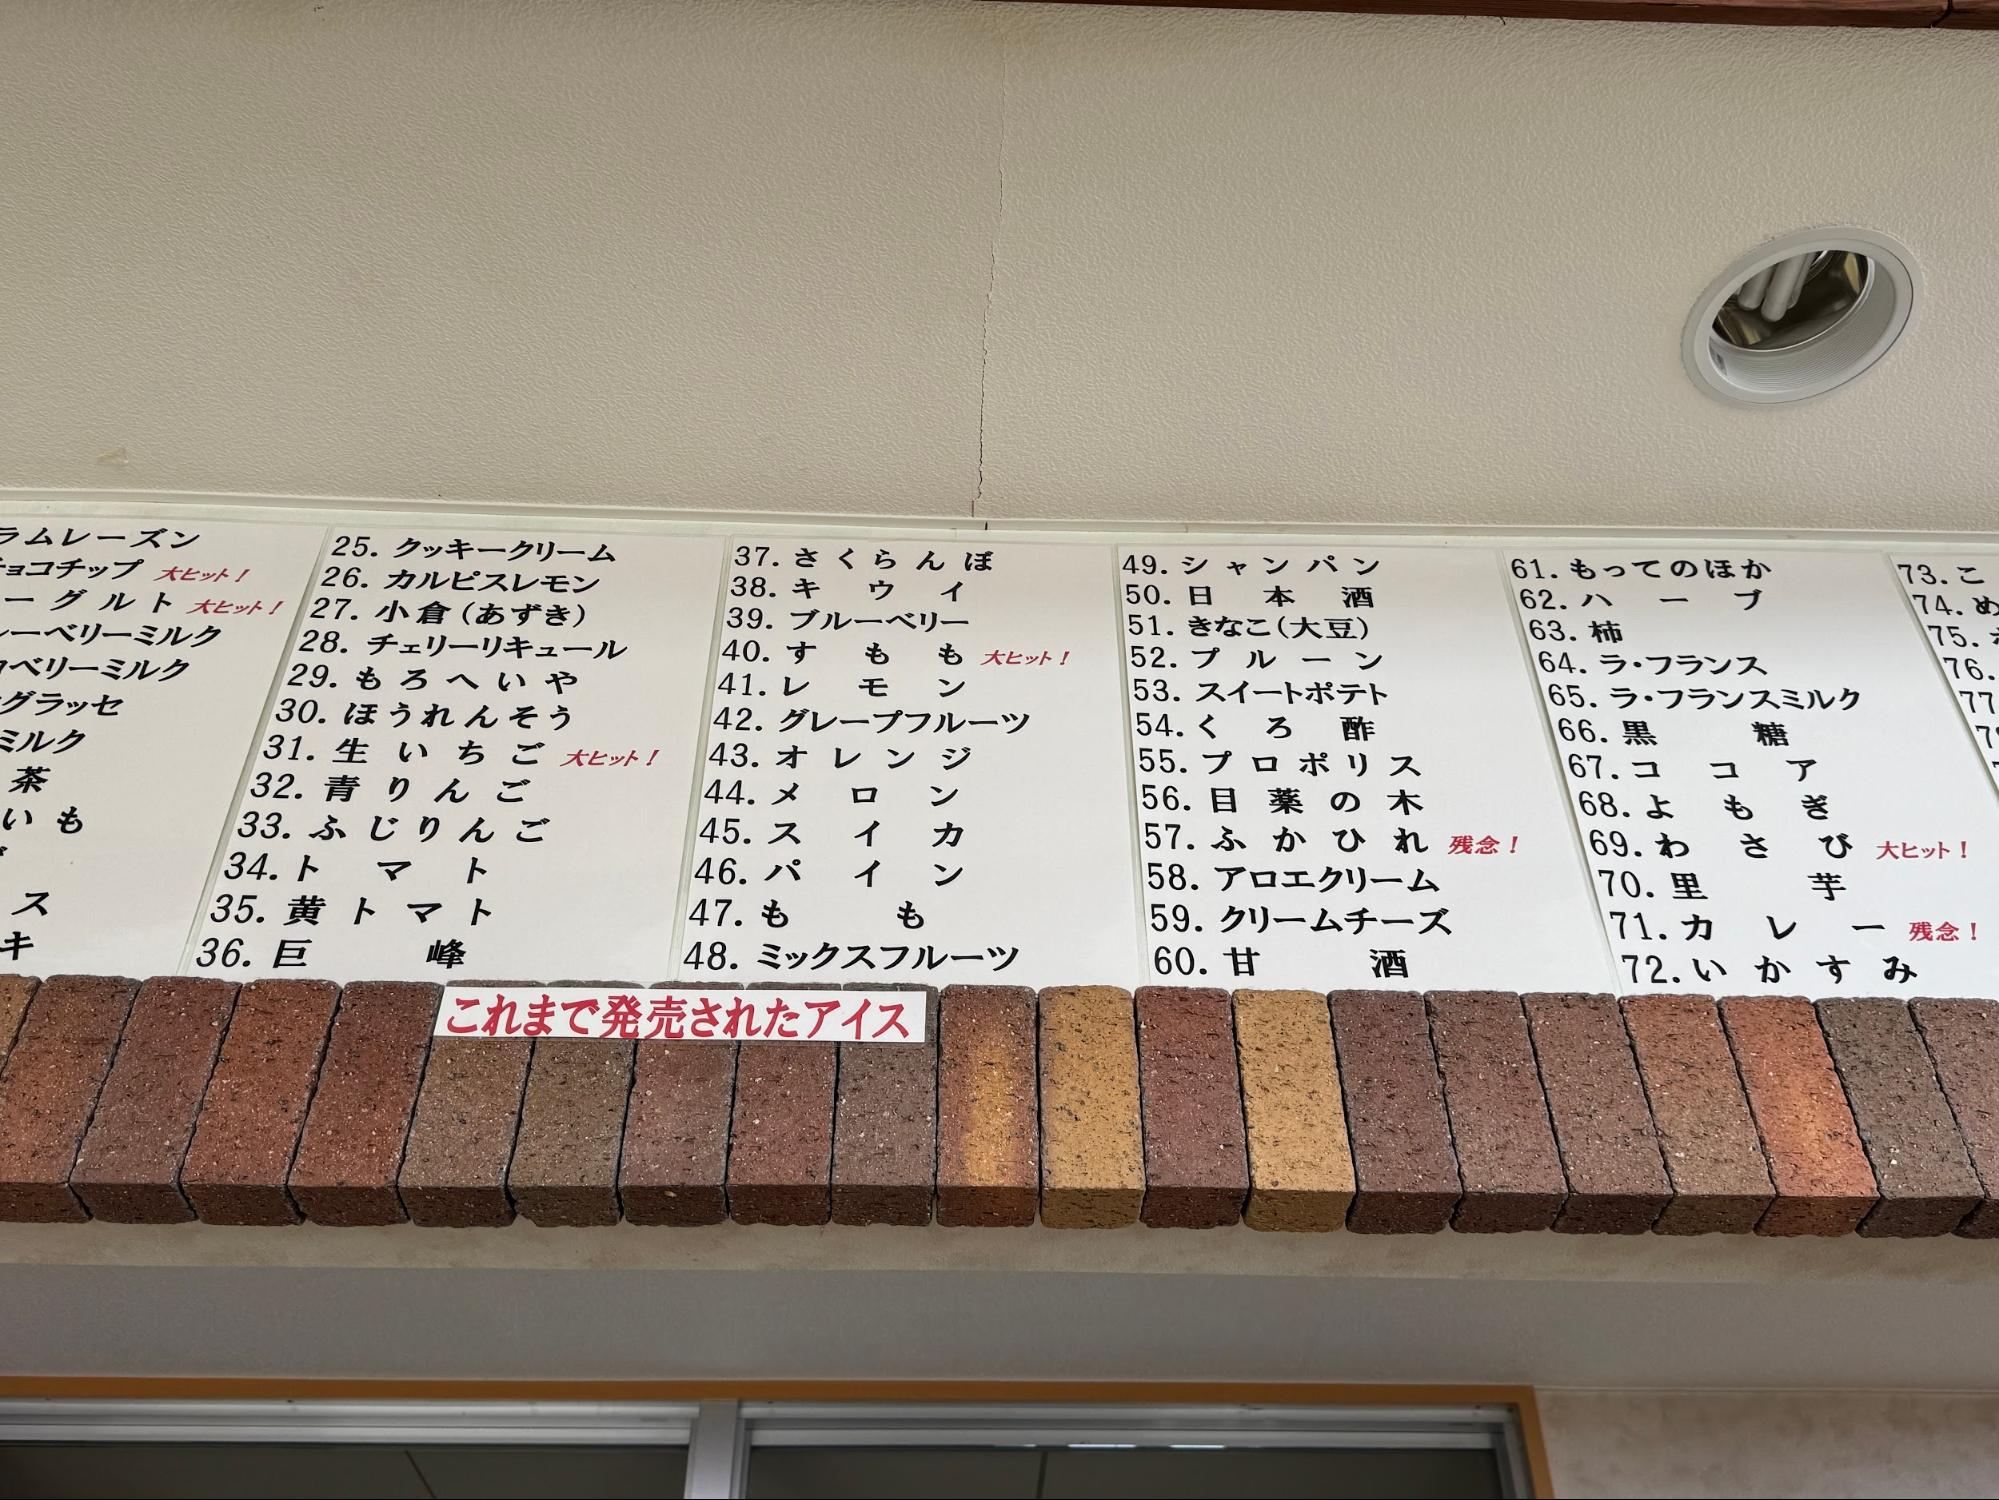 ラムレーズン
チョコチップ 大ヒット！
ーグルト 大ヒット！
ーベリーミルク
ベリーミルク
グラッセ
ミルク
茶
いも
ス
キ
25. クッキークリーム
26. カルピスレモン
27. 小倉(あずき)
28. チェリーリキュール
29. もろへいや
30. ほうれんそう
31. 生いちご 大ヒット！
32. 青りんご
33. ふじりんご
34. トマト
35. 黄トマト
36. 巨峰
37. さくらんぼ
38. キウイ
39. ブルーベリー
40. すもも 大ヒット！
41. レモン
42. グレープフルーツ
43. オレンジ
44. メロン
45. スイカ
46. パイン
47. もも
48. ミックスフルーツ
49. シャンパン
50. 日本酒
51. きなこ(大豆)
52. プルーン
53. スイートポテト
54. くろ酢
55. プロポリス
56. 目薬の木
57. ふかひれ 残念！
58. アロエクリーム
59. クリームチーズ
60. 甘酒
61. もってのほか
62. ハーブ
63. 柿
64. ラ・フランス
65. ラ・フランスミルク
66. 黒糖
67. ココア
68. よもぎ
69. わさび 大ヒット！
70. 里芋
71. カレー 残念！
72. いかすみ
73. こ
74. め
75.
76.
77
これまで発売されたアイス